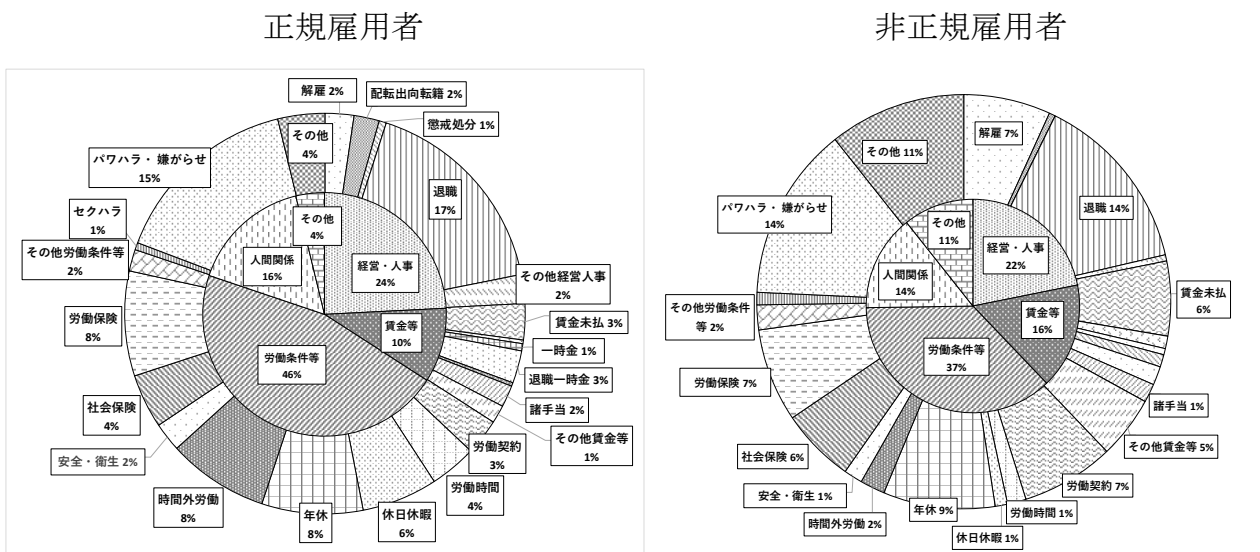 正規雇用者
非正規雇用者
解雇 2%
配転出向転籍 2%
懲戒処分 1%
その他
4%
パワハラ・ 嫌がらせ
15%
退職
17%
セクハラ
1%
その他
4%
その他労働条件等
2%
人間関係
16%
経営・人事
24%
その他経営人事
2%
労働保険
8%
賃金等
10%
賃金未払 3%
一時金 1%
労働条件等
46%
退職一時金 3%
社会保険
4%
諸手当 2%
その他賃金等
1%
安全・衛生 2%
労働契約
3%
時間外労働
8%
年休
8%
休日休暇
6%
労働時間
4%
解雇 7%
その他 11%
パワハラ・ 嫌がらせ
14%
退職 14%
その他
11%
経営・人事
22%
人間関係
14%
賃金未払
6%
その他労働条件
等 2%
賃金等
16%
労働条件等
37%
労働保険 7%
諸手当 1%
その他賃金等 5%
社会保険 6%
労働契約 7%
安全・衛生 1%
年休 9%
労働時間 1%
時間外労働 2%
休日休暇 1%